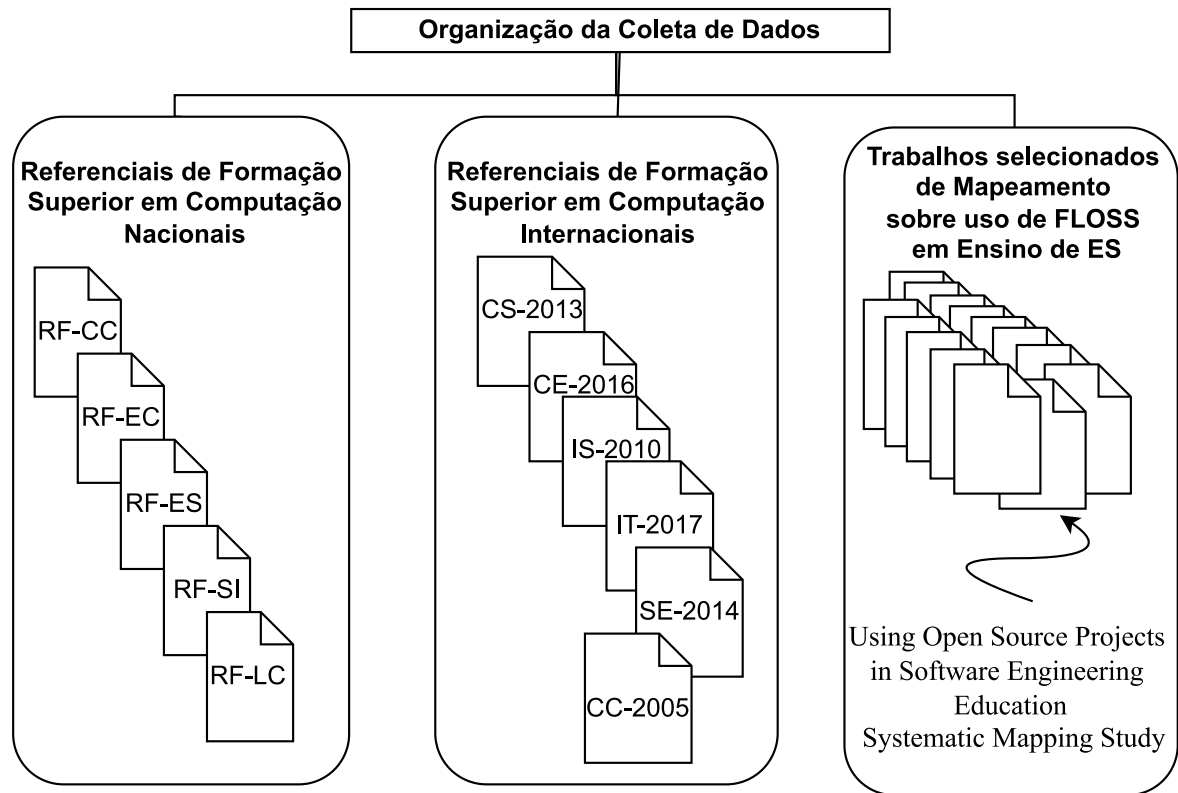 Organização da Coleta de Dados
Referenciais de Formação
Superior em Computação
Nacionais
RF-CC
RF-EC
RF-ES
RF-SI
RF-LC
Referenciais de Formação
Superior em Computação
Internacionais
CS-2013
CE-2016
IS-2010
IT-2017
SE-2014
CC-2005
Trabalhos selecionados
de Mapeamento
sobre uso de FLOSS
em Ensino de ES
Using Open Source Projects
in Software Engineering
Education
Systematic Mapping Study